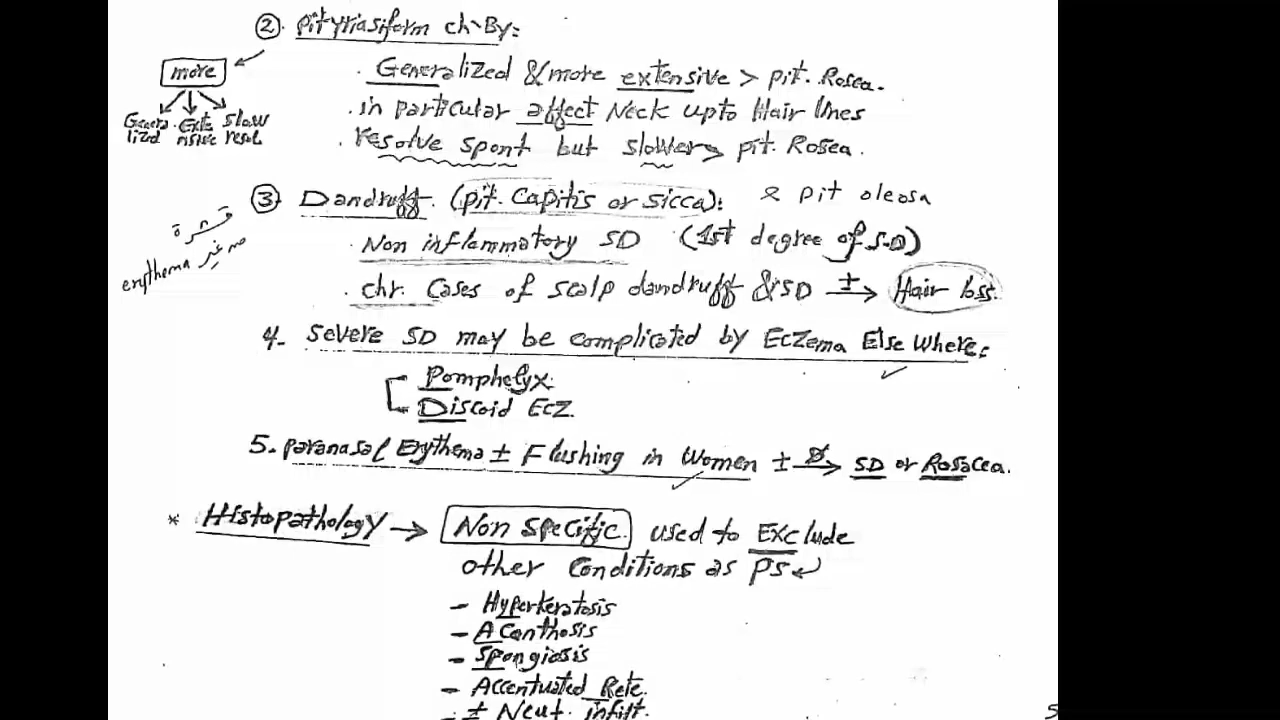 ② Pityriasiform ch-By:
more
Genera lized
Exte nsive
slow resol
. Generalized & more extensive > pit. Rosea.
. in particular affect Neck upto Hair lines
. resolve spont but slower > pit. Rosea.
③ Dandruff (pit. Capitis or sicca): & pit oleosa
قشرة
من غير erythema
. Non inflammatory SD (1st degree of S.D)
. chr. Cases of scalp dandruff & SD ± → Hair loss.
4- Severe SD may be complicated by Eczema Else where:
Pompholyx.
Discoid Ecz.
5- paranasal Erythema ± Flushing in Women ± → SD or Rosacea.
* Histopathology → Non specific. used to Exclude
other Conditions as PS
- Hyperkeratosis
- Acanthosis
- Spongiosis
- Accentuated Rete.
- ± Neut. infilt.
5